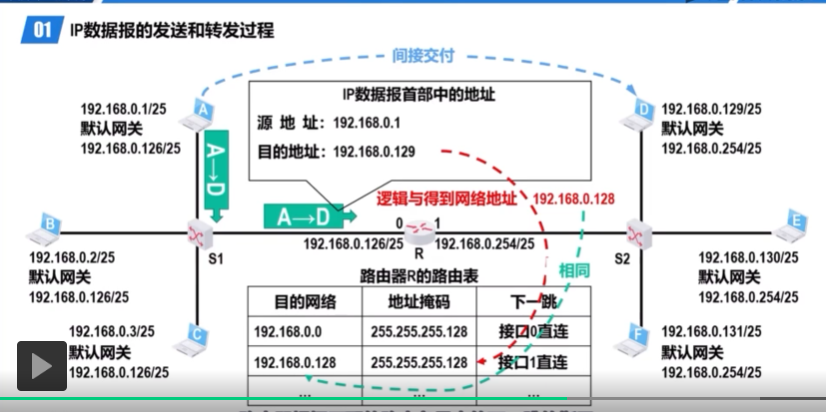 01 IP数据报的发送和转发过程
间接交付
IP数据报首部中的地址
源 地 址：192.168.0.1
目的地址：192.168.0.129
A
192.168.0.1/25
默认网关
192.168.0.126/25
D
192.168.0.129/25
默认网关
192.168.0.254/25
A→D
逻辑与得到网络地址 192.168.0.128
A→D
0 1
B
E
192.168.0.126/25
192.168.0.254/25
S1
R
S2
192.168.0.2/25
默认网关
192.168.0.126/25
192.168.0.130/25
默认网关
192.168.0.254/25
相同
路由器R的路由表
目的网络 地址掩码 下一跳
192.168.0.0 255.255.255.128 接口0直连
192.168.0.128 255.255.255.128 接口1直连
... ... ...
C
192.168.0.3/25
默认网关
192.168.0.126/25
F
192.168.0.131/25
默认网关
192.168.0.254/25